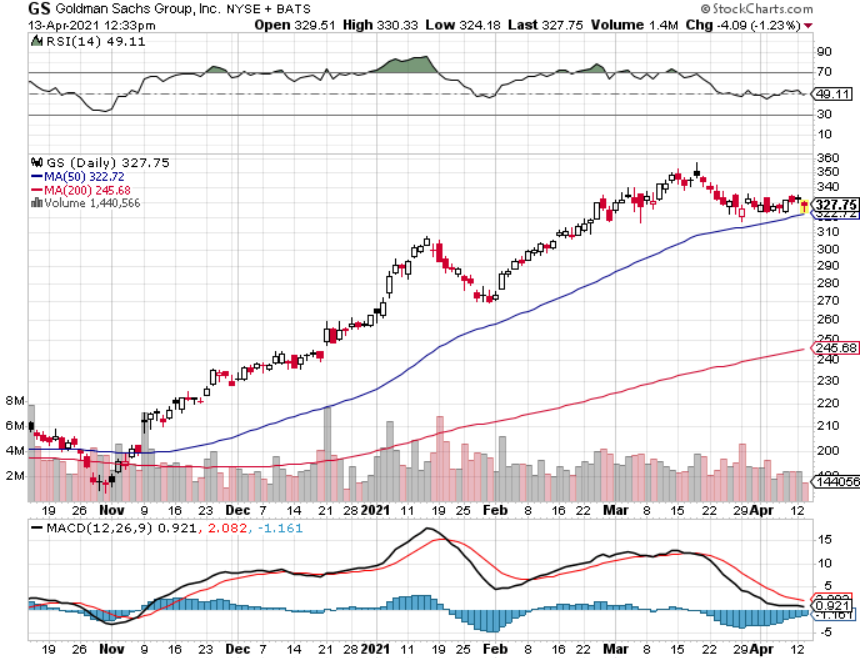 GS Goldman Sachs Group, Inc. NYSE + BATS © StockCharts.com
13-Apr-2021 12:33pm Open 329.51 High 330.33 Low 324.18 Last 327.75 Volume 1.4M Chg -4.09 (-1.23%)
RSI(14) 49.11
90
70
49.11
30
10
GS (Daily) 327.75
MA(50) 322.72
MA(200) 245.68
Volume 1,440,566
360
350
340
327.75
322.72
310
300
290
280
270
260
250
245.68
240
230
220
210
200
144056
8M
6M
4M
2M
19 26 Nov 9 16 23 Dec 7 14 21 28 2021 11 19 25 Feb 8 16 22 Mar 8 15 22 29 Apr 12
MACD(12,26,9) 0.921, 2.082, -1.161
15
10
5
2.082
0.921
-1.161
-5
19 26 Nov 9 16 23 Dec 7 14 21 28 2021 11 19 25 Feb 8 16 22 Mar 8 15 22 29 Apr 12